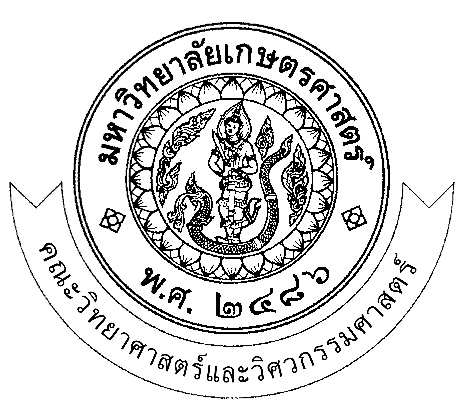 มหาวิทยาลัยเกษตรศาสตร์
พ.ศ. ๒๔๘๖
คณะวิทยาศาสตร์และวิศวกรรมศาสตร์